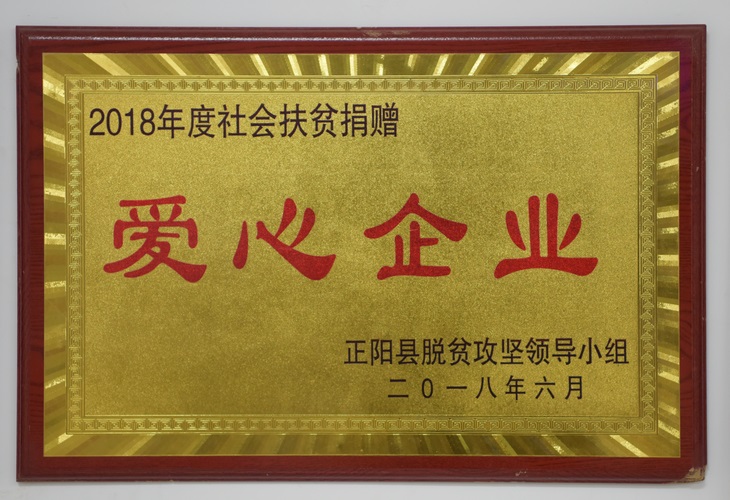 2018年度社会扶贫捐赠
爱心企业
正阳县脱贫攻坚领导小组
二０一八年六月